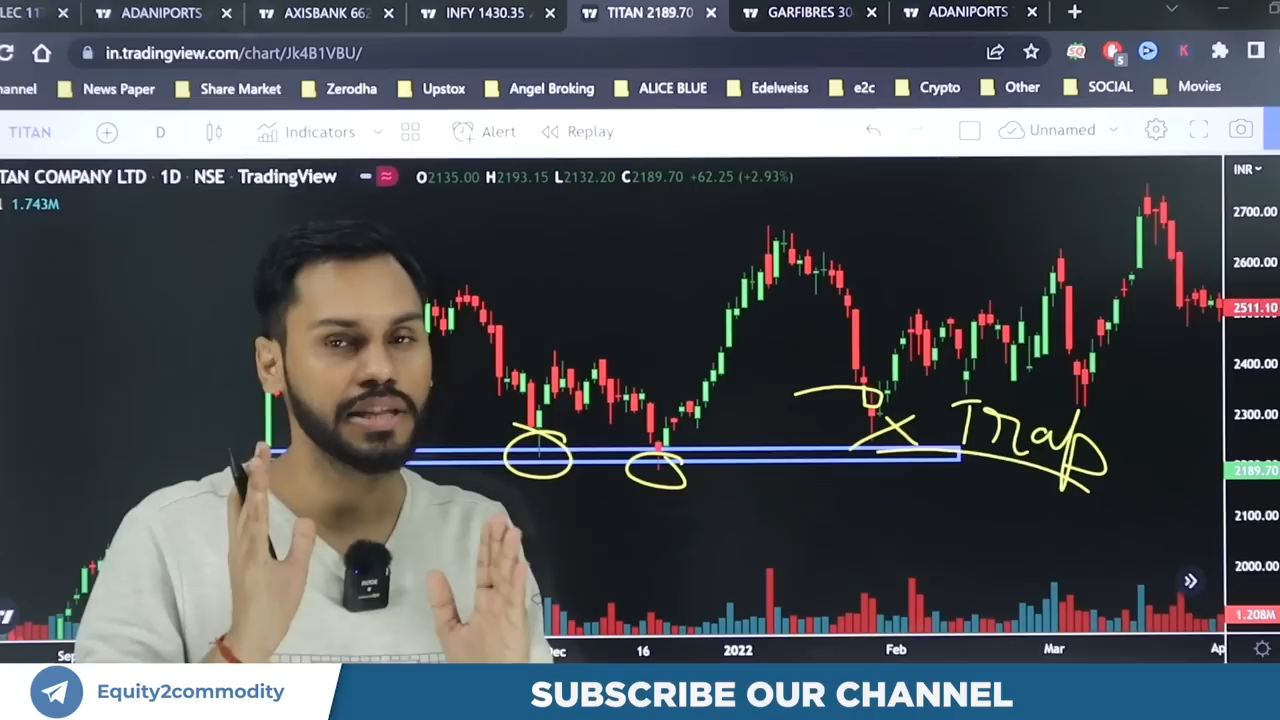 LEC 117 ADANIPORTS AXISBANK 662 INFY 1430.35 TITAN 2189.70 GARFIBRES 30 ADANIPORTS
in.tradingview.com/chart/Jk4B1VBU/
hannel News Paper Share Market Zerodha Upstox Angel Broking ALICE BLUE Edelweiss e2c Crypto Other SOCIAL Movies
TITAN D Indicators Alert Replay Unnamed
TAN COMPANY LTD · 1D · NSE TradingView O2135.00 H2193.15 L2132.20 C2189.70 +62.25 (+2.93%) INR
1.743M
2700.00
2600.00
2511.10
2400.00
2300.00
Trap
2189.70
2100.00
2000.00
RODE
1.208M
Sep Dec 16 2022 Feb Mar Ap
Equity2commodity SUBSCRIBE OUR CHANNEL